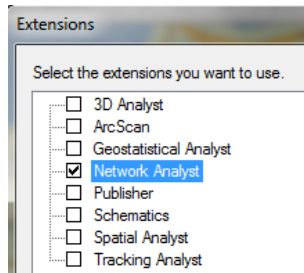 Extensions
Select the extensions you want to use.
3D Analyst
ArcScan
Geostatistical Analyst
Network Analyst
Publisher
Schematics
Spatial Analyst
Tracking Analyst